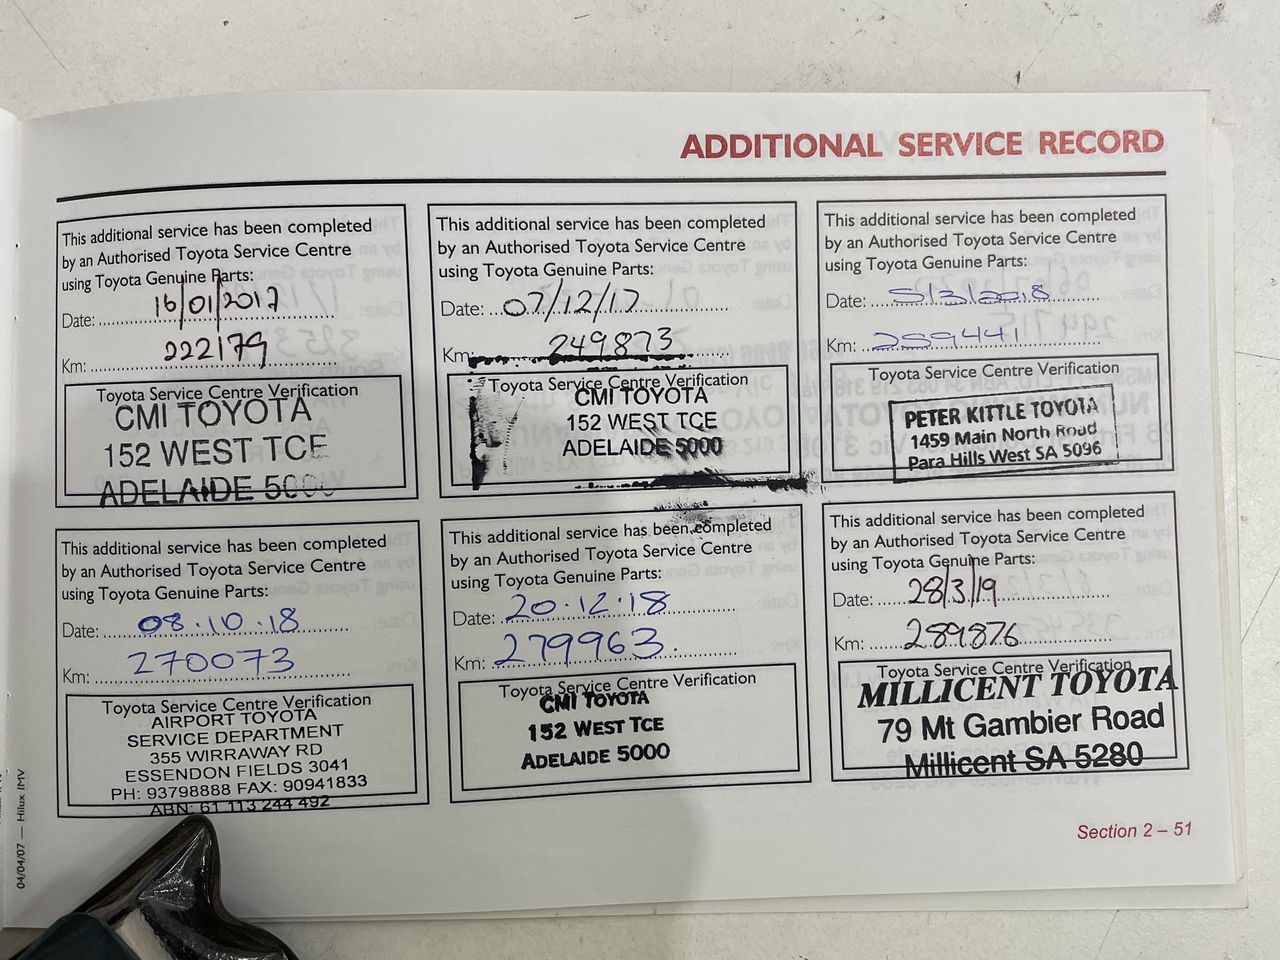 ADDITIONAL SERVICE RECORD
This additional service has been completed
by an Authorised Toyota Service Centre
using Toyota Genuine Parts:
Date: 16/01/2017
Km: 222179
Toyota Service Centre Verification
CMI TOYOTA
152 WEST TCE
ADELAIDE 5000
This additional service has been completed
by an Authorised Toyota Service Centre
using Toyota Genuine Parts:
Date: 07/12/17
Km: 249873
Toyota Service Centre Verification
CMI TOYOTA
152 WEST TCE
ADELAIDE 5000
This additional service has been completed
by an Authorised Toyota Service Centre
using Toyota Genuine Parts:
Date: 5/3/2018
Km: 259441
Toyota Service Centre Verification
PETER KITTLE TOYOTA
1459 Main North Road
Para Hills West SA 5096
This additional service has been completed
by an Authorised Toyota Service Centre
using Toyota Genuine Parts:
Date: 08.10.18
Km: 270073
Toyota Service Centre Verification
AIRPORT TOYOTA
SERVICE DEPARTMENT
355 WIRRAWAY RD
ESSENDON FIELDS 3041
PH: 93798888 FAX: 90941833
ABN: 61 113 244 492
This additional service has been completed
by an Authorised Toyota Service Centre
using Toyota Genuine Parts:
Date: 20.12.18
Km: 279963.
Toyota Service Centre Verification
CMI TOYOTA
152 WEST TCE
ADELAIDE 5000
This additional service has been completed
by an Authorised Toyota Service Centre
using Toyota Genuine Parts:
Date: 28/3/19
Km: 289876
Toyota Service Centre Verification
MILLICENT TOYOTA
79 Mt Gambier Road
Millicent SA 5280
04/04/07 — Hilux IMV
Section 2 – 51